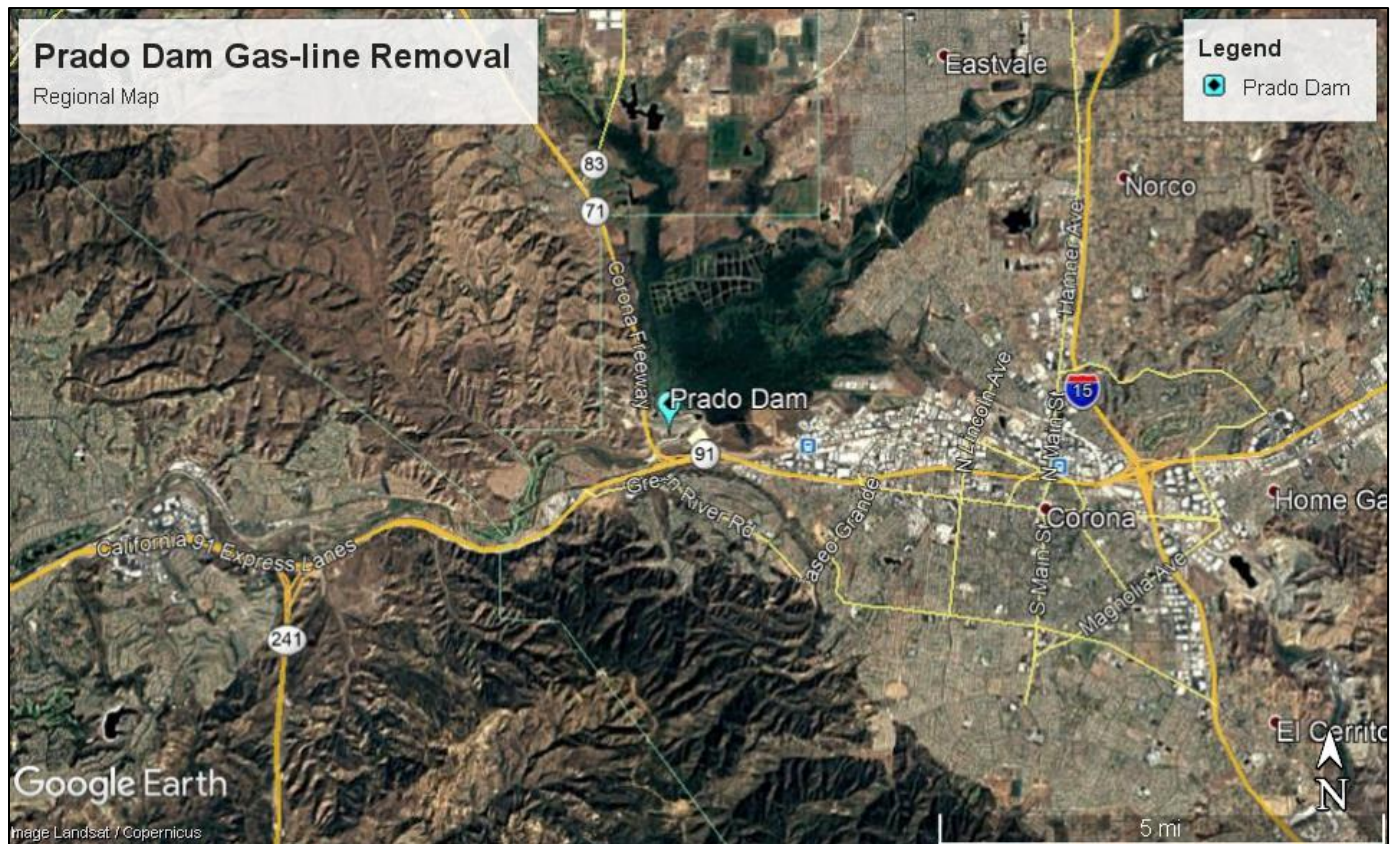 Prado Dam Gas-line Removal
Regional Map
Legend
Prado Dam
Eastvale
83
Norco
71
Hamner Ave
Corona Freeway
Prado Dam
15
N Lincoln Ave
N Main St
91
Green River Rd
Paseo Grande
Home Ga
Corona
California 91 Express Lanes
S Main St
Magnolia Ave
241
El Cerrito
Google Earth
N
Image Landsat / Copernicus
5 mi